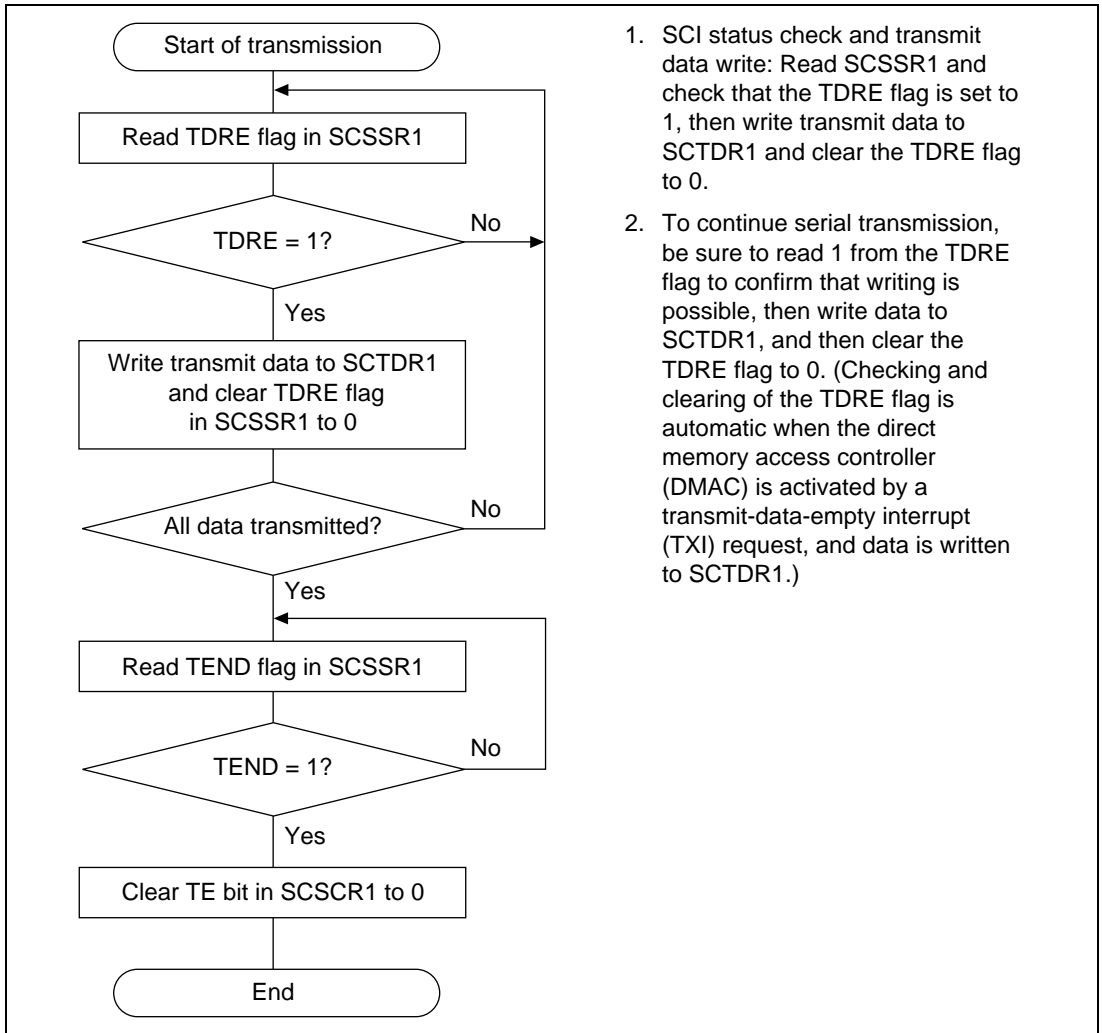 Start of transmission
Read TDRE flag in SCSSR1
TDRE = 1?
No
Yes
Write transmit data to SCTDR1
and clear TDRE flag
in SCSSR1 to 0
All data transmitted?
No
Yes
Read TEND flag in SCSSR1
TEND = 1?
No
Yes
Clear TE bit in SCSCR1 to 0
End
1. SCI status check and transmit
data write: Read SCSSR1 and
check that the TDRE flag is set to
1, then write transmit data to
SCTDR1 and clear the TDRE flag
to 0.
2. To continue serial transmission,
be sure to read 1 from the TDRE
flag to confirm that writing is
possible, then write data to
SCTDR1, and then clear the
TDRE flag to 0. (Checking and
clearing of the TDRE flag is
automatic when the direct
memory access controller
(DMAC) is activated by a
transmit-data-empty interrupt
(TXI) request, and data is written
to SCTDR1.)